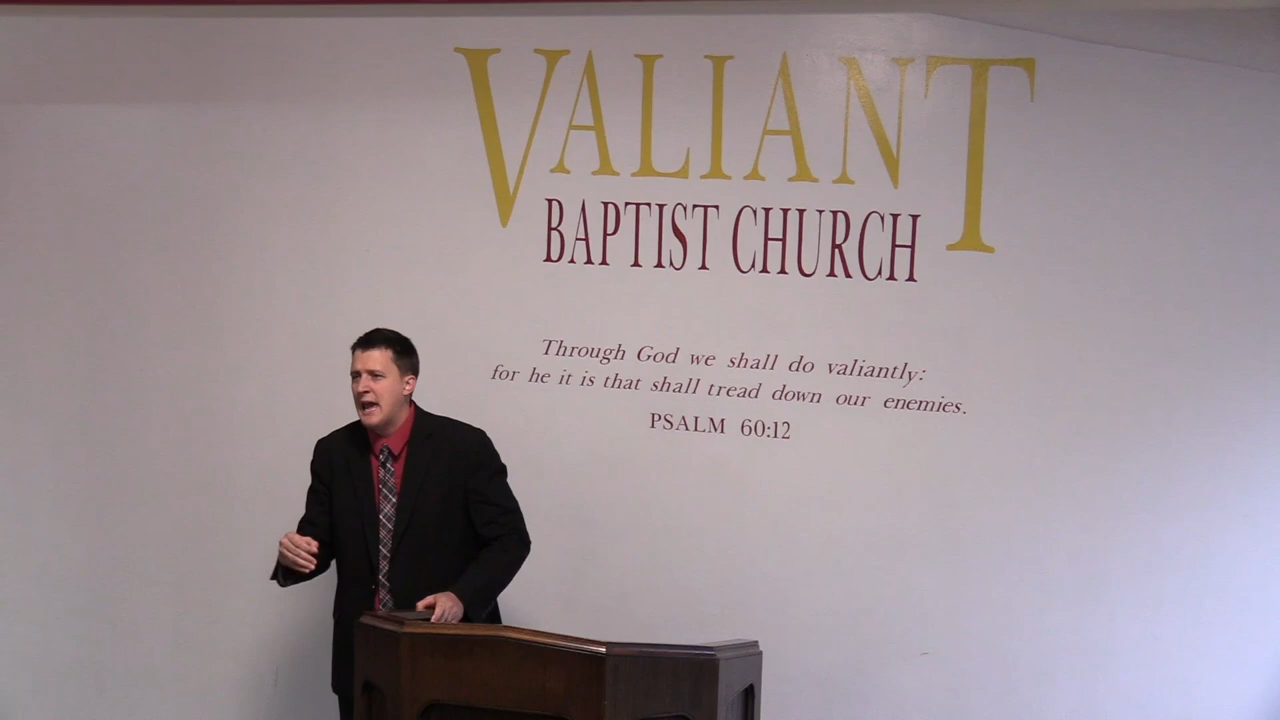 VALIANT
BAPTIST CHURCH
Through God we shall do valiantly:
for he it is that shall tread down our enemies.
PSALM 60:12